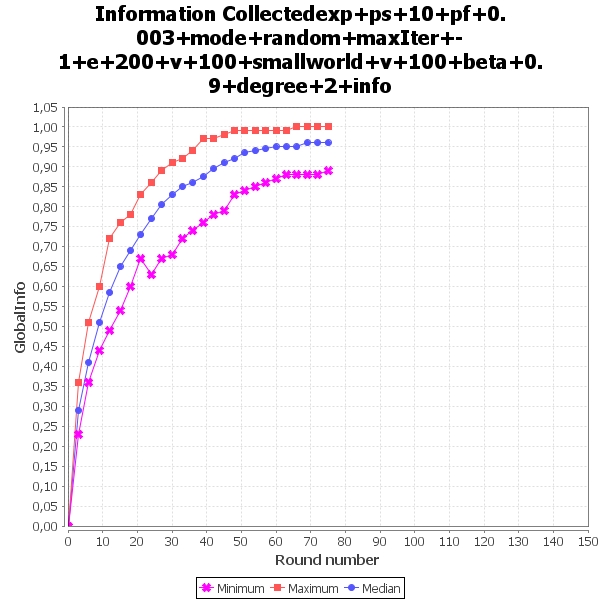 Information Collectedexp+ps+10+pf+0.
003+mode+random+maxIter+-
1+e+200+v+100+smallworld+v+100+beta+0.
9+degree+2+info
1,05
1,00
0,95
0,90
0,85
0,80
0,75
0,70
0,65
0,60
0,55
0,50
0,45
0,40
0,35
0,30
0,25
0,20
0,15
0,10
0,05
0,00
GlobalInfo
0 10 20 30 40 50 60 70 80 90 100 110 120 130 140 150
Round number
Minimum Maximum Median